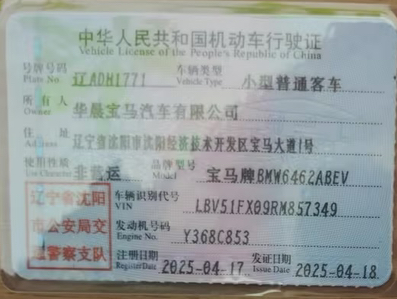 中华人民共和国机动车行驶证
Vehicle License of the People's Republic of China
号牌号码 Plate No. 辽ADH1771 车辆类型 Vehicle Type 小型普通客车
所有人 Owner 华晨宝马汽车有限公司
住址 Address 辽宁省沈阳市沈阳经济技术开发区宝马大道1号
使用性质 Use Character 非营运 品牌型号 Model 宝马牌BMW6462ABEV
辽宁省沈阳市公安局交通警察支队
车辆识别代号 VIN LBV51FX09RM857349
发动机号码 Engine No. Y368C853
注册日期 Register Date 2025-04-17 发证日期 Issue Date 2025-04-18